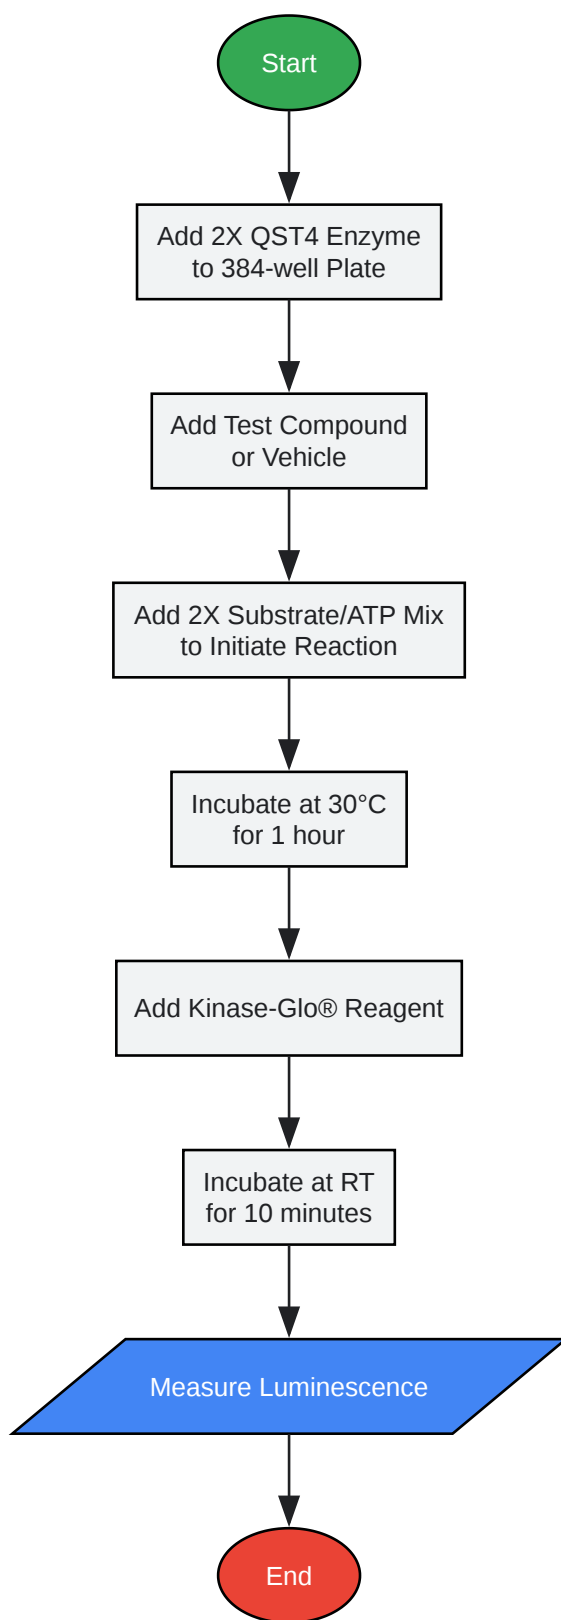 Start
Add 2X QST4 Enzyme
to 384-well Plate
Add Test Compound
or Vehicle
Add 2X Substrate/ATP Mix
to Initiate Reaction
Incubate at 30°C
for 1 hour
Add Kinase-Glo® Reagent
Incubate at RT
for 10 minutes
Measure Luminescence
End